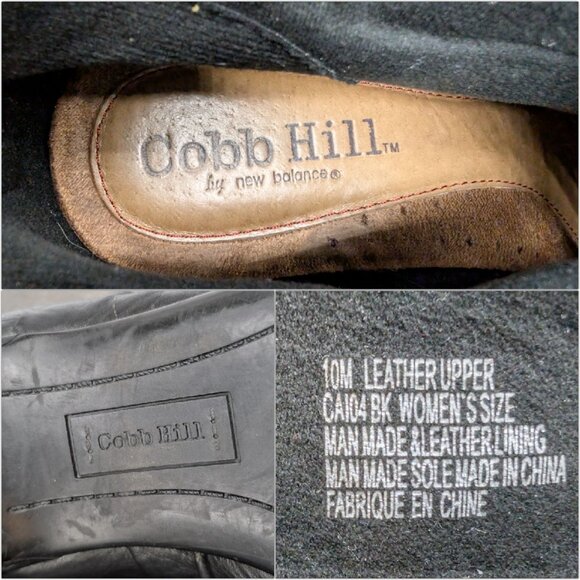 Cobb Hill™
by new balance®
Cobb Hill
10M LEATHER UPPER
CAI04 BK WOMEN'S SIZE
MAN MADE & LEATHER LINING
MAN MADE SOLE MADE IN CHINA
FABRIQUE EN CHINE